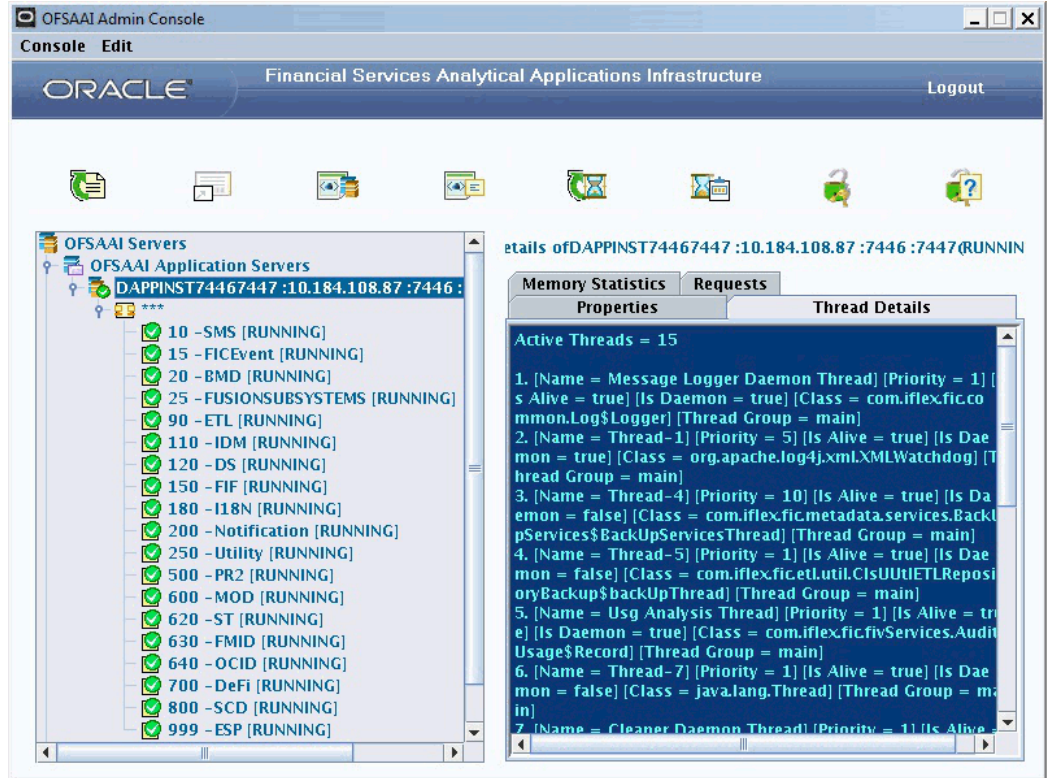 OFSAAI Admin Console
Console Edit
ORACLE
Financial Services Analytical Applications Infrastructure
Logout
OFSAAI Servers
OFSAAI Application Servers
DAPPINST74467447 :10.184.108.87 :7446 :
***
10 -SMS [RUNNING]
15 -FICEvent [RUNNING]
20 -BMD [RUNNING]
25 -FUSIONSUBSYSTEMS [RUNNING]
90 -ETL [RUNNING]
110 -IDM [RUNNING]
120 -DS [RUNNING]
150 -FIF [RUNNING]
180 -I18N [RUNNING]
200 -Notification [RUNNING]
250 -Utility [RUNNING]
500 -PR2 [RUNNING]
600 -MOD [RUNNING]
620 -ST [RUNNING]
630 -FMID [RUNNING]
640 -OCID [RUNNING]
700 -DeFi [RUNNING]
800 -SCD [RUNNING]
999 -ESP [RUNNING]
etails ofDAPPINST74467447 :10.184.108.87 :7446 :7447(RUNNIN
Memory Statistics Requests
Properties Thread Details
Active Threads = 15
1. [Name = Message Logger Daemon Thread] [Priority = 1] [
s Alive = true] [Is Daemon = true] [Class = com.iflex.fic.co
mmon.Log$Logger] [Thread Group = main]
2. [Name = Thread-1] [Priority = 5] [Is Alive = true] [Is Dae
mon = true] [Class = org.apache.log4j.xml.XMLWatchdog] [T
hread Group = main]
3. [Name = Thread-4] [Priority = 10] [Is Alive = true] [Is Da
emon = false] [Class = com.iflex.fic.metadata.services.BackU
pServices$BackUpServicesThread] [Thread Group = main]
4. [Name = Thread-5] [Priority = 1] [Is Alive = true] [Is Dae
mon = false] [Class = com.iflex.fic.etl.util.ClsUUtlETLReposi
oryBackup$backUpThread] [Thread Group = main]
5. [Name = Usg Analysis Thread] [Priority = 1] [Is Alive = tru
e] [Is Daemon = true] [Class = com.iflex.fic.fivServices.Audit
Usage$Record] [Thread Group = main]
6. [Name = Thread-7] [Priority = 1] [Is Alive = true] [Is Dae
mon = false] [Class = java.lang.Thread] [Thread Group = ma
in]
7. [Name = Cleaner Daemon Thread] [Priority = 1] [Is Alive =